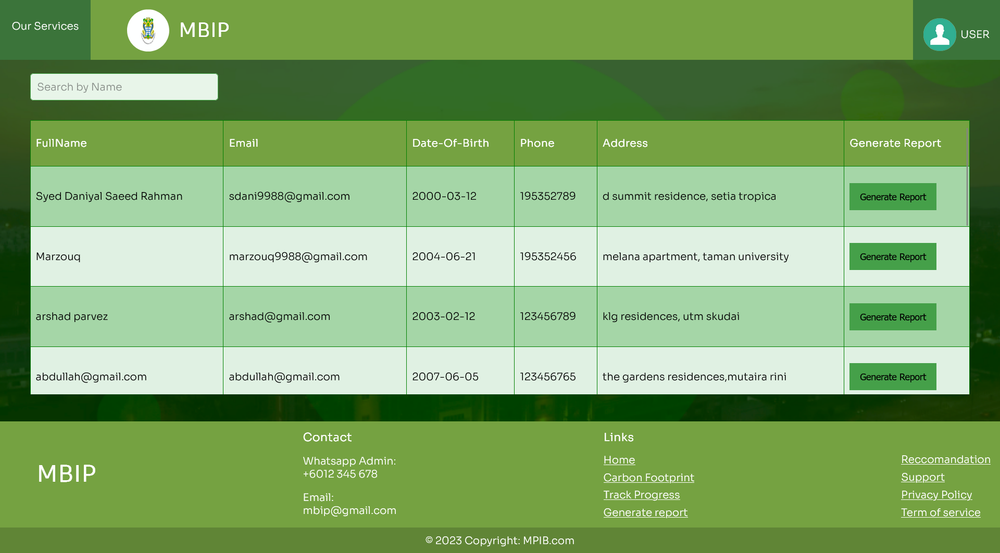 Our Services
MBIP
USER
Search by Name
FullName Email Date-Of-Birth Phone Address Generate Report
Syed Daniyal Saeed Rahman sdani9988@gmail.com 2000-03-12 195352789 d summit residence, setia tropica Generate Report
Marzouq marzouq9988@gmail.com 2004-06-21 195352456 melana apartment, taman university Generate Report
arshad parvez arshad@gmail.com 2003-02-12 123456789 klg residences, utm skudai Generate Report
abdullah@gmail.com abdullah@gmail.com 2007-06-05 123456765 the gardens residences,mutaira rini Generate Report
MBIP
Contact
Whatsapp Admin:
+6012 345 678
Email:
mbip@gmail.com
Links
Home
Carbon Footprint
Track Progress
Generate report
Reccomandation
Support
Privacy Policy
Term of service
© 2023 Copyright: MPIB.com